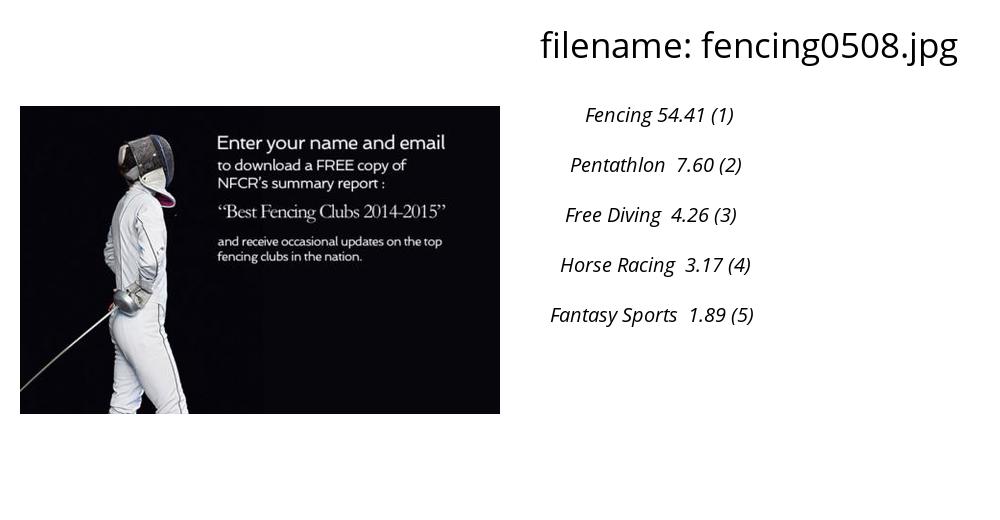 filename: fencing0508.jpg
Enter your name and email
to download a FREE copy of
NFCR's summary report :
“Best Fencing Clubs 2014-2015”
and receive occasional updates on the top
fencing clubs in the nation.
Fencing 54.41 (1)
Pentathlon 7.60 (2)
Free Diving 4.26 (3)
Horse Racing 3.17 (4)
Fantasy Sports 1.89 (5)